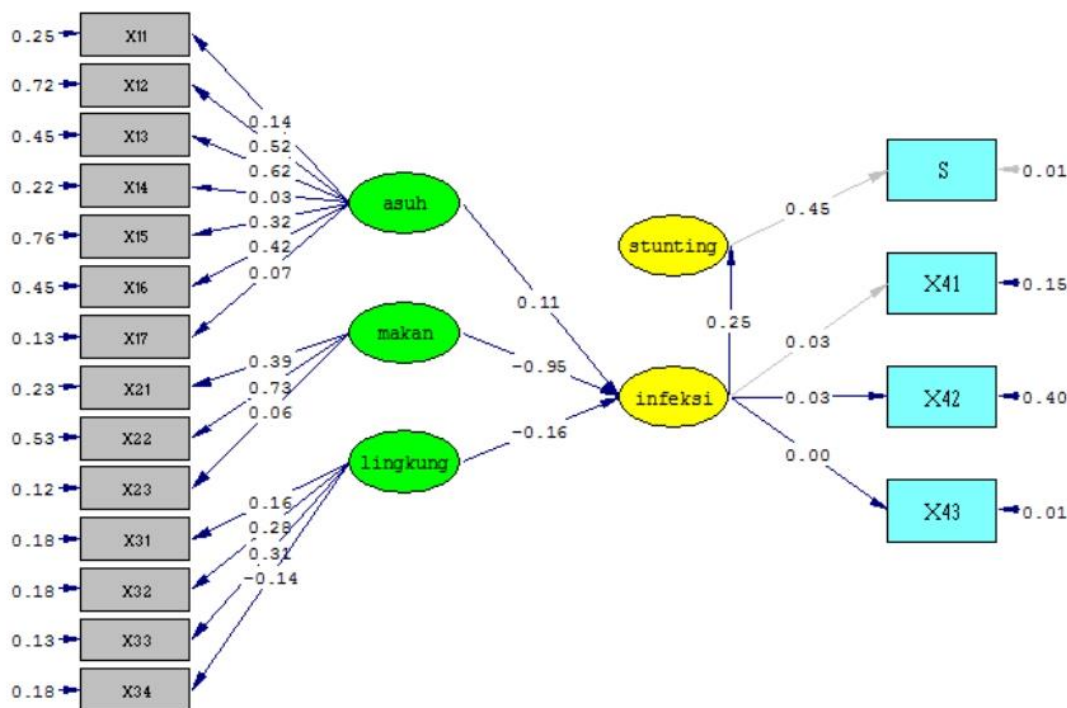 0.25 X11
0.72 X12
0.45 X13
0.22 X14
0.76 X15
0.45 X16
0.13 X17
0.23 X21
0.53 X22
0.12 X23
0.18 X31
0.18 X32
0.13 X33
0.18 X34
0.14
0.52
0.62
0.03
0.32
0.42
0.07
0.39
0.73
0.06
0.16
0.28
0.31
-0.14
asuh
makan
lingkung
0.11
-0.95
-0.16
stunting
0.25
infeksi
0.45
0.03
0.03
0.00
S 0.01
X41 0.15
X42 0.40
X43 0.01